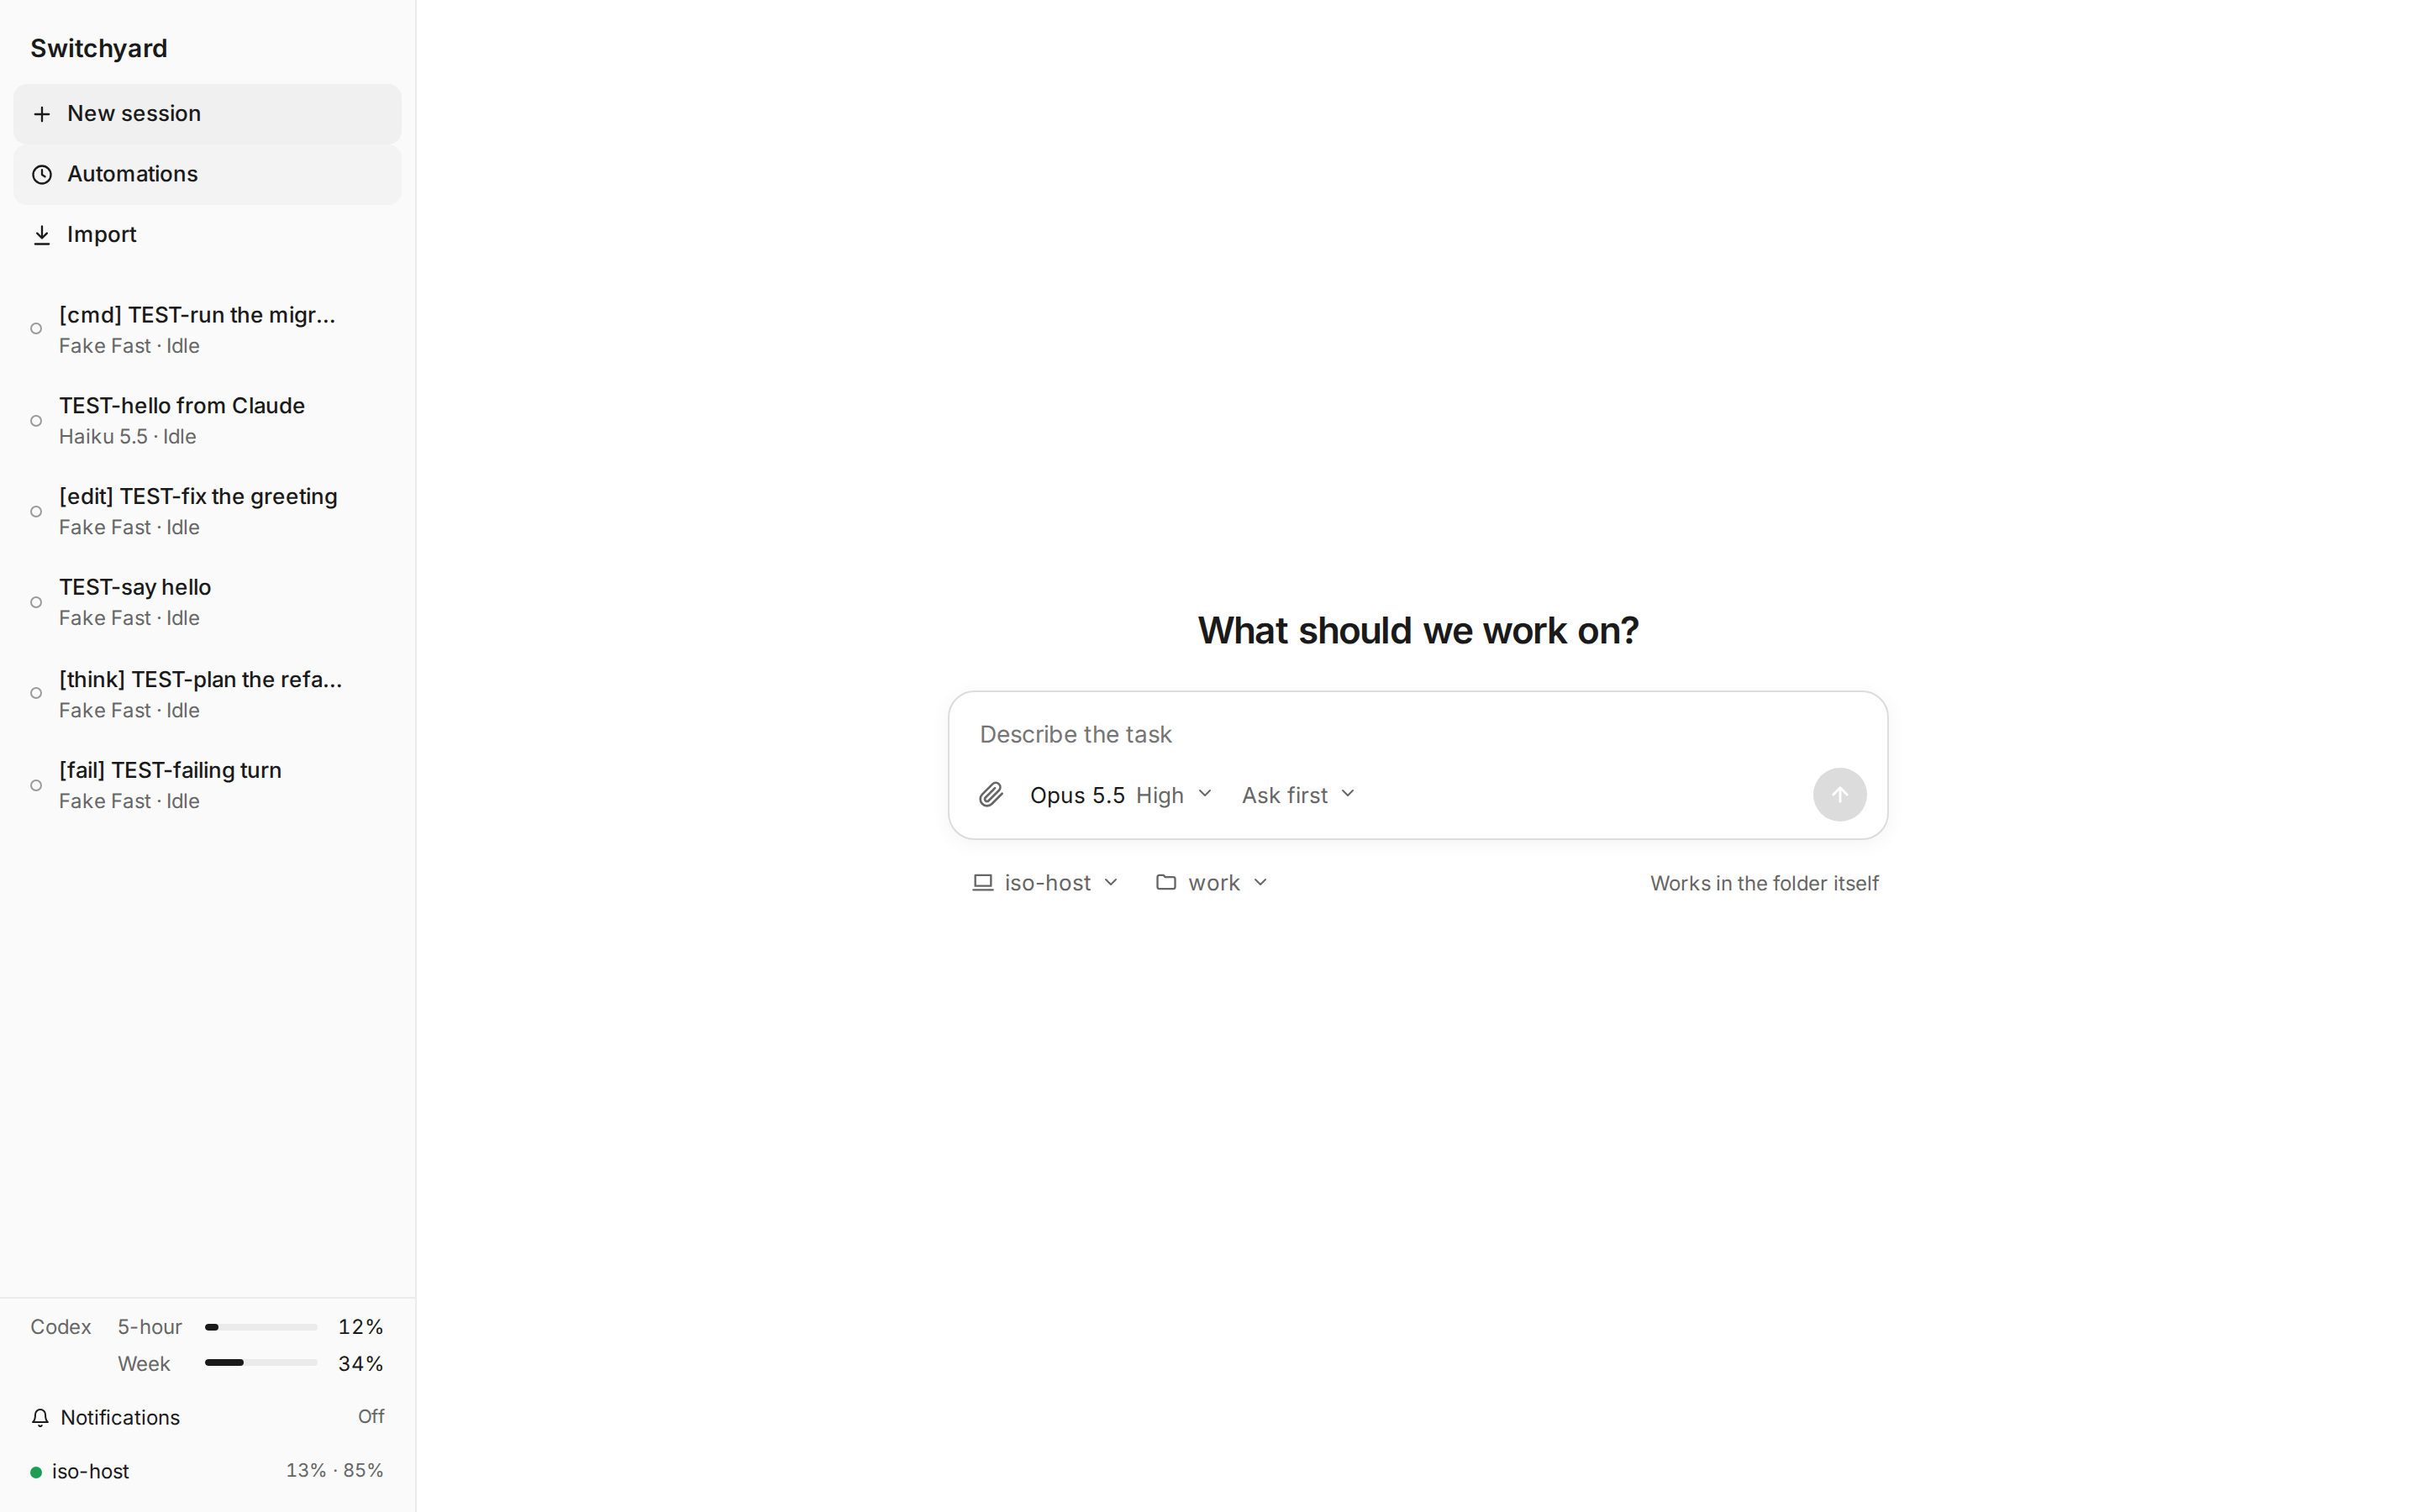 Switchyard
New session
Automations
Import
[cmd] TEST-run the migr...
Fake Fast · Idle
TEST-hello from Claude
Haiku 5.5 · Idle
[edit] TEST-fix the greeting
Fake Fast · Idle
TEST-say hello
Fake Fast · Idle
[think] TEST-plan the refa...
Fake Fast · Idle
[fail] TEST-failing turn
Fake Fast · Idle
Codex 5-hour 12%
Week 34%
Notifications Off
iso-host 13% · 85%
What should we work on?
Describe the task
Opus 5.5 High Ask first
iso-host work Works in the folder itself